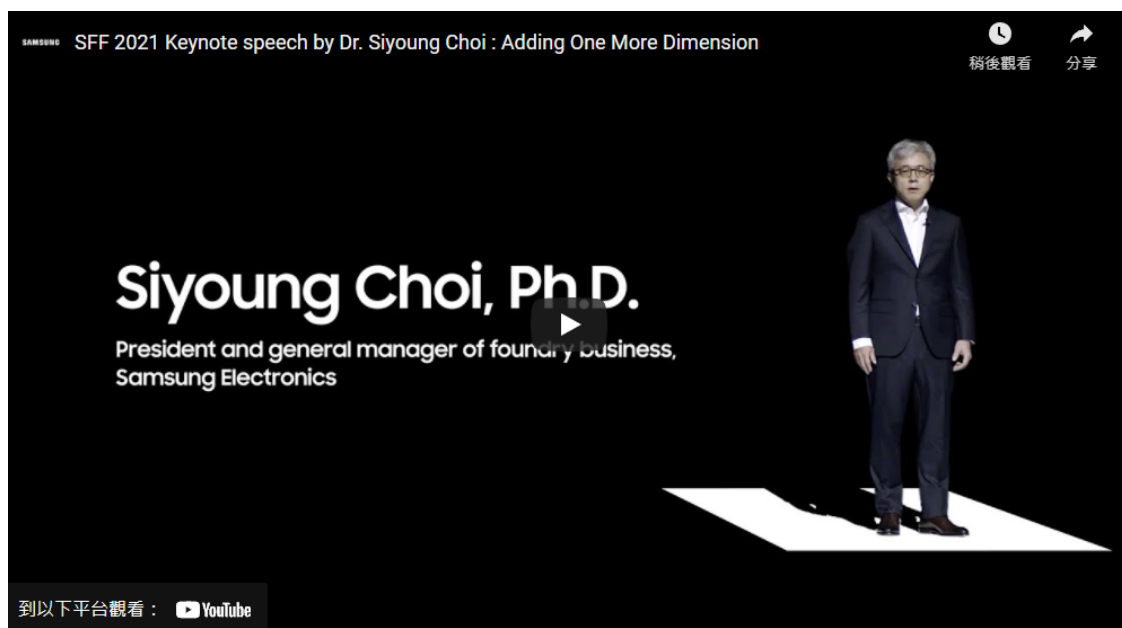 SAMSUNG
SFF 2021 Keynote speech by Dr. Siyoung Choi : Adding One More Dimension
稍後觀看
分享
Siyoung Choi, Ph.D.
President and general manager of foundry business,
Samsung Electronics
到以下平台觀看：
YouTube